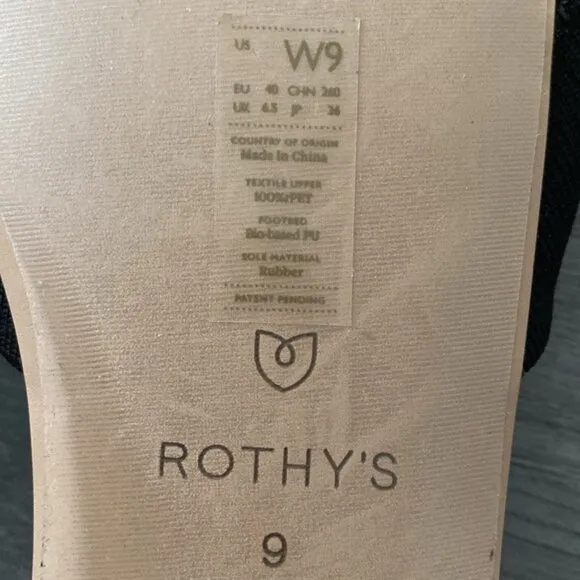 US W9
EU 40 CHN 260
UK 6.5 JP 26
COUNTRY OF ORIGIN
Made in China
TEXTILE UPPER
100%rPET
FOOTBED
Bio-based PU
SOLE MATERIAL
Rubber
PATENT PENDING
ROTHY'S
9